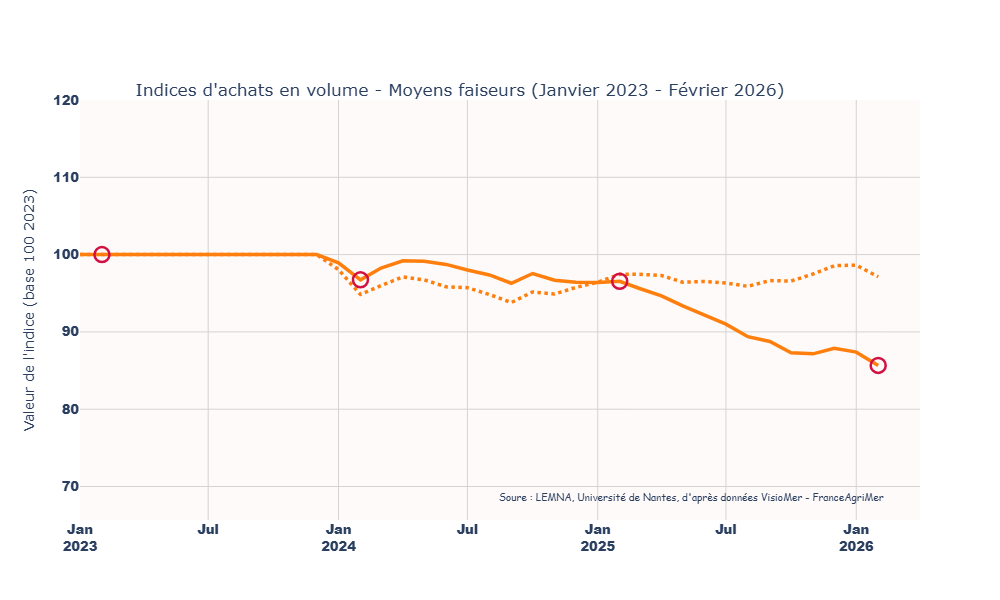 Indices d'achats en volume - Moyens faiseurs (Janvier 2023 - Février 2026)
Valeur de l'indice (base 100 2023)
120
110
100
90
80
70
Soure : LEMNA, Université de Nantes, d'après données VisioMer - FranceAgriMer
Jan Jul Jan Jul Jan Jul Jan
2023 2024 2025 2026